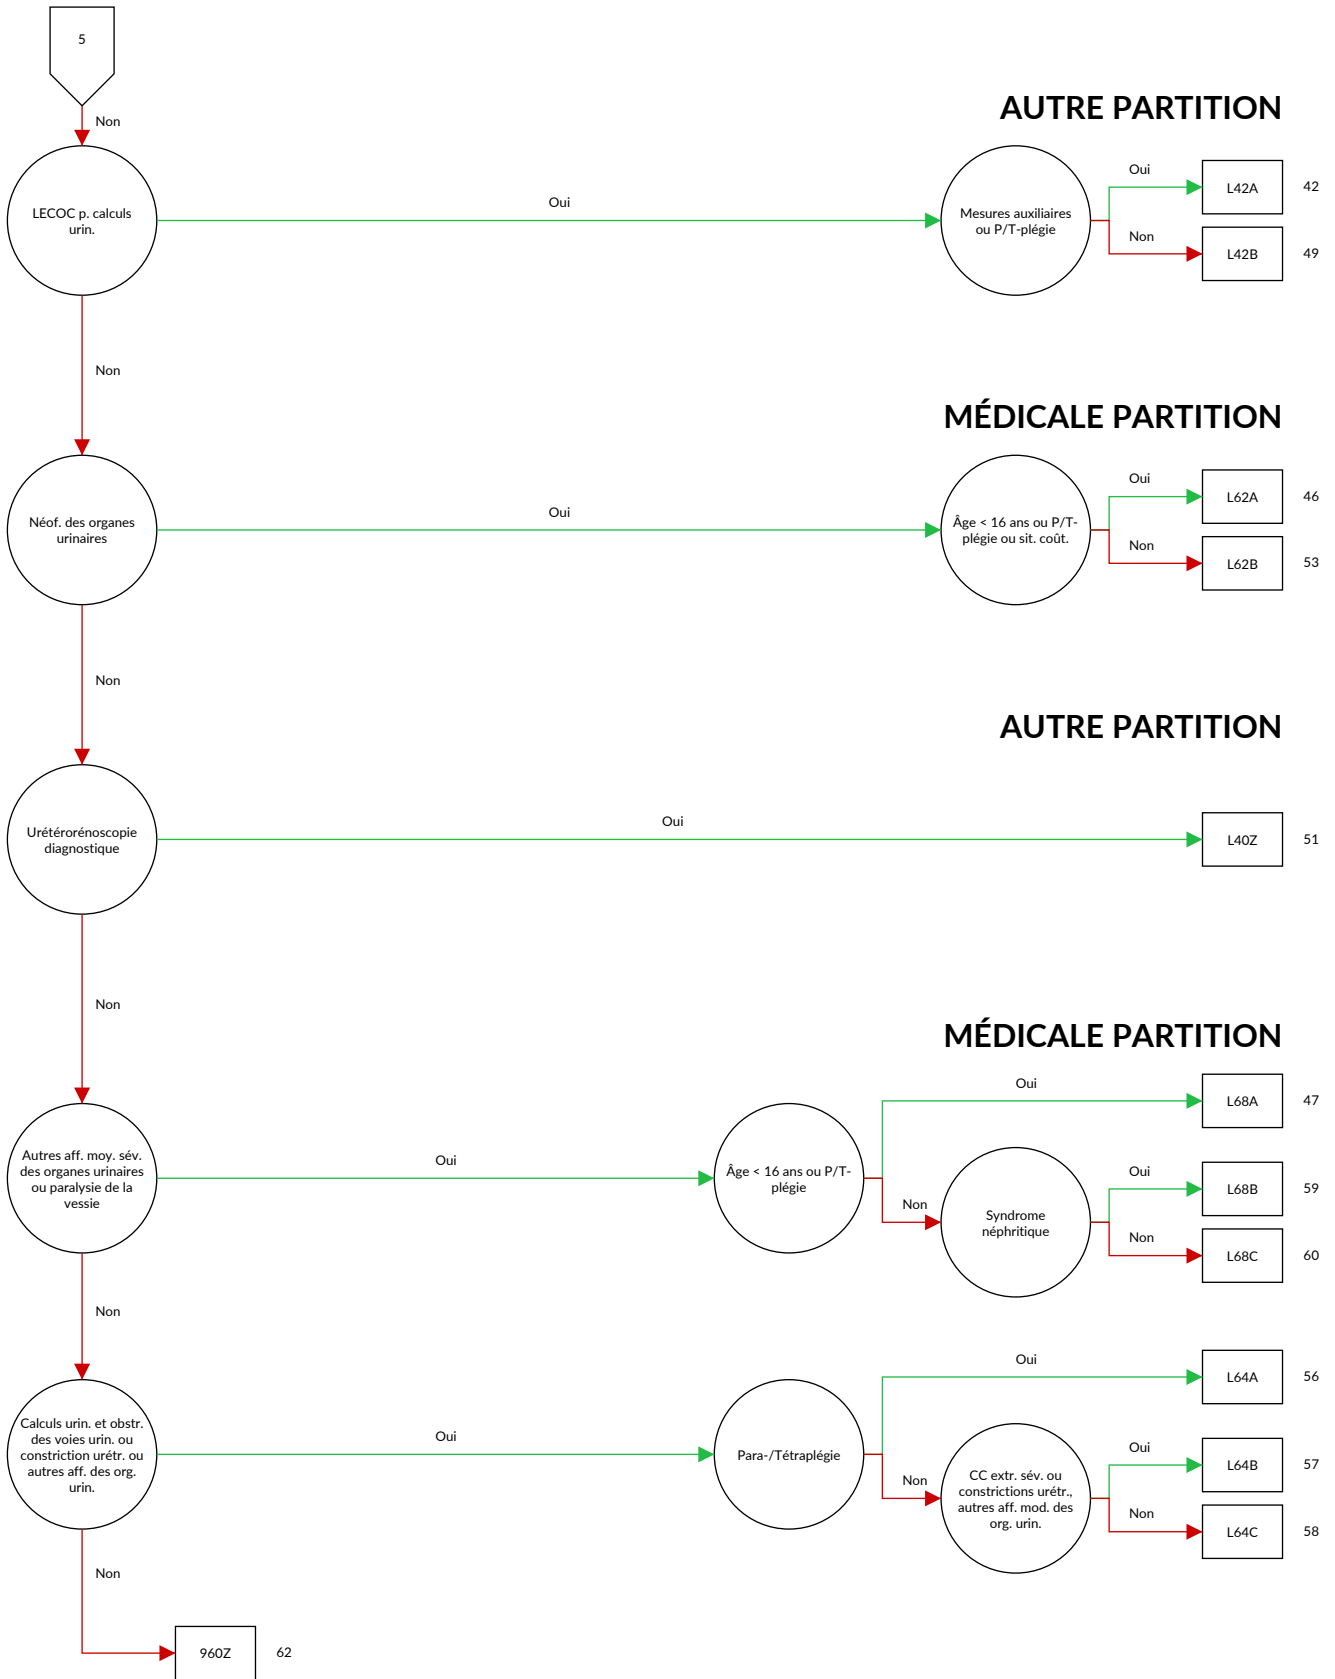 5
Non
AUTRE PARTITION
LECOC p. calculs
urin.
Oui
Mesures auxiliaires
ou P/T-plégie
Oui
L42A
42
Non
L42B
49
Non
MÉDICALE PARTITION
Néof. des organes
urinaires
Oui
Âge < 16 ans ou P/T-
plégie ou sit. coût.
Oui
L62A
46
Non
L62B
53
Non
AUTRE PARTITION
Urétérorénoscopie
diagnostique
Oui
L40Z
51
Non
MÉDICALE PARTITION
Autres aff. moy. sév.
des organes urinaires
ou paralysie de la
vessie
Oui
Âge < 16 ans ou P/T-
plégie
Oui
L68A
47
Non
Syndrome
néphritique
Oui
L68B
59
Non
L68C
60
Non
Calculs urin. et obstr.
des voies urin. ou
constriction urétr. ou
autres aff. des org.
urin.
Oui
Para-/Tétraplégie
Oui
L64A
56
Non
CC extr. sév. ou
constrictions urétr.,
autres aff. mod. des
org. urin.
Oui
L64B
57
Non
L64C
58
Non
960Z
62